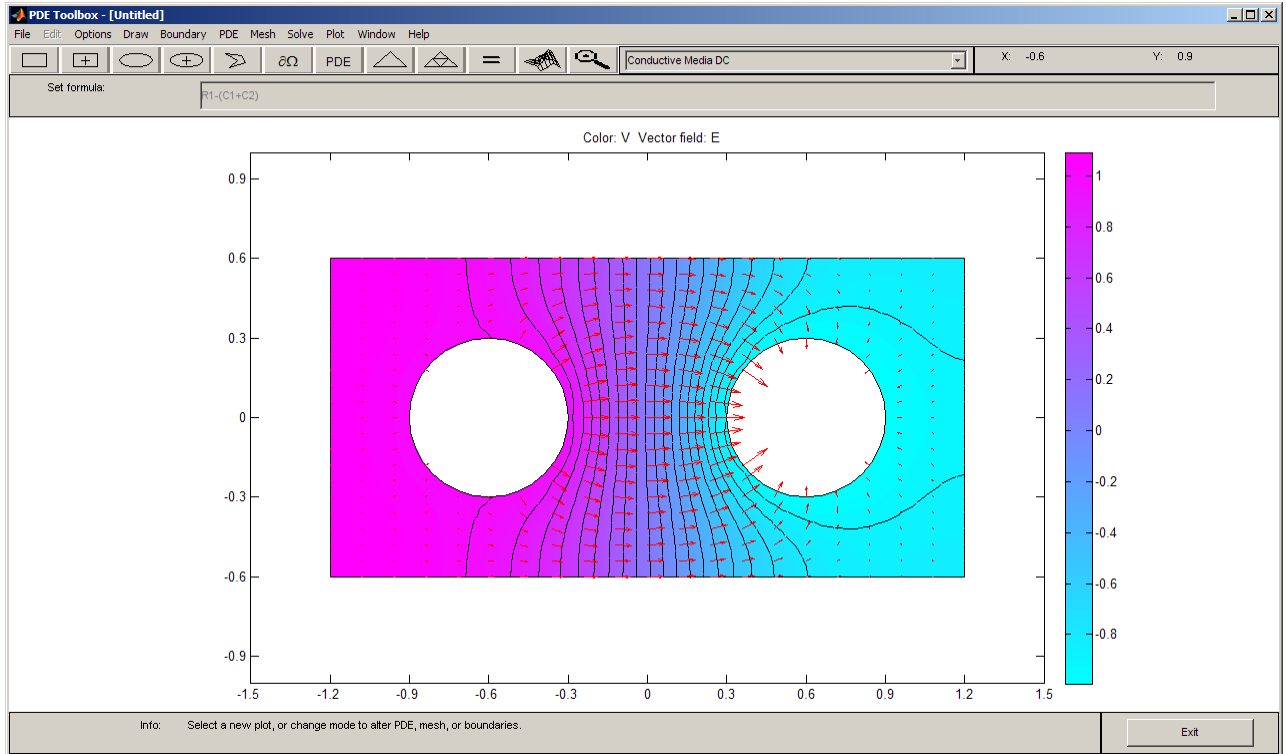 PDE Toolbox - [Untitled]
File Edit Options Draw Boundary PDE Mesh Solve Plot Window Help
∂Ω PDE = Conductive Media DC X: -0.6 Y: 0.9
Set formula: R1-(C1+C2)
Color: V Vector field: E
0.9
0.6
0.3
0
-0.3
-0.6
-0.9
-1.5 -1.2 -0.9 -0.6 -0.3 0 0.3 0.6 0.9 1.2 1.5
1
0.8
0.6
0.4
0.2
0
-0.2
-0.4
-0.6
-0.8
Info: Select a new plot, or change mode to alter PDE, mesh, or boundaries.
Exit